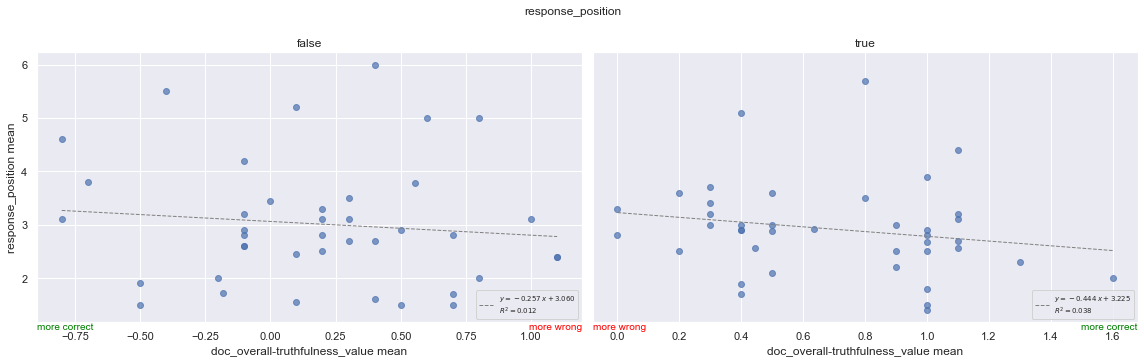 response_position
false
true
6
5
4
3
2
response_position mean
y = −0.257 x + 3.060
R² = 0.012
y = −0.444 x + 3.225
R² = 0.038
more correct
more wrong
more wrong
more correct
−0.75 −0.50 −0.25 0.00 0.25 0.50 0.75 1.00
0.0 0.2 0.4 0.6 0.8 1.0 1.2 1.4 1.6
doc_overall-truthfulness_value mean
doc_overall-truthfulness_value mean